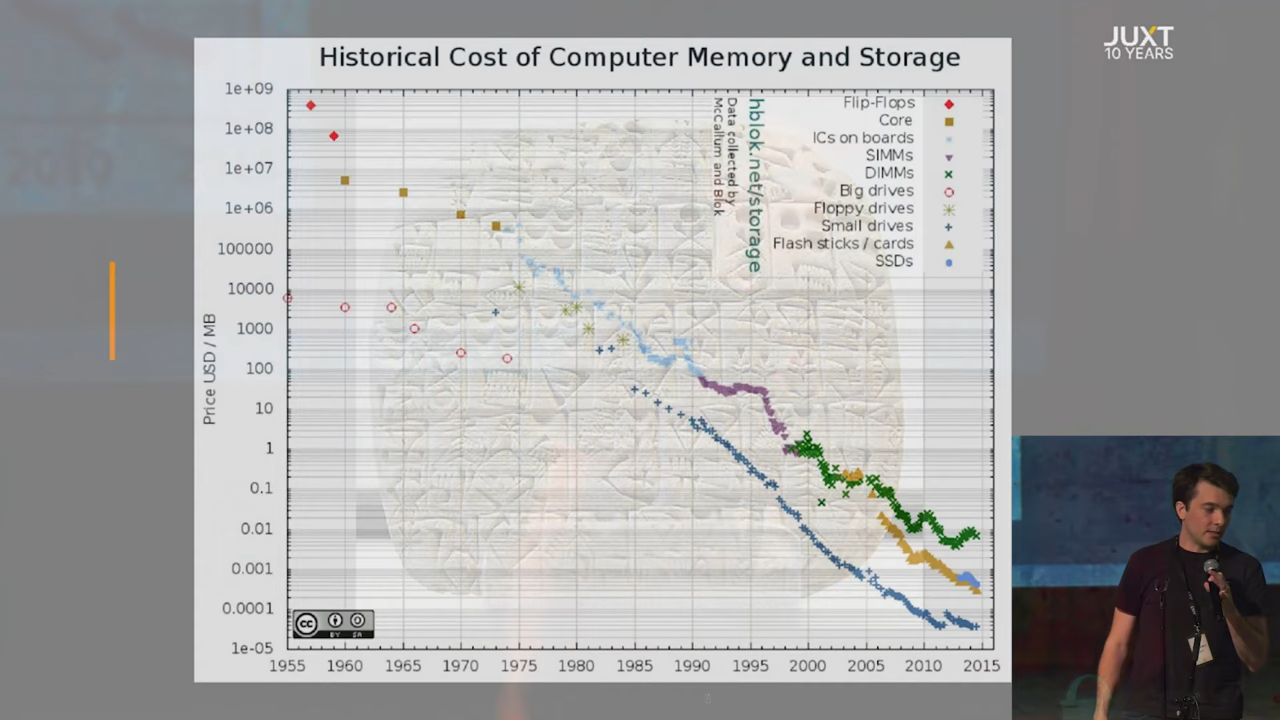 JUXT
10 YEARS
Historical Cost of Computer Memory and Storage
1e+09
1e+08
1e+07
1e+06
100000
10000
1000
100
10
1
0.1
0.01
0.001
0.0001
1e-05
Price USD / MB
1955 1960 1965 1970 1975 1980 1985 1990 1995 2000 2005 2010 2015
hblok.net/storage
Data collected by
McCallum and Blok
Flip-Flops
Core
ICs on boards
SIMMs
DIMMs
Big drives
Floppy drives
Small drives
Flash sticks / cards
SSDs
cc
BY SA